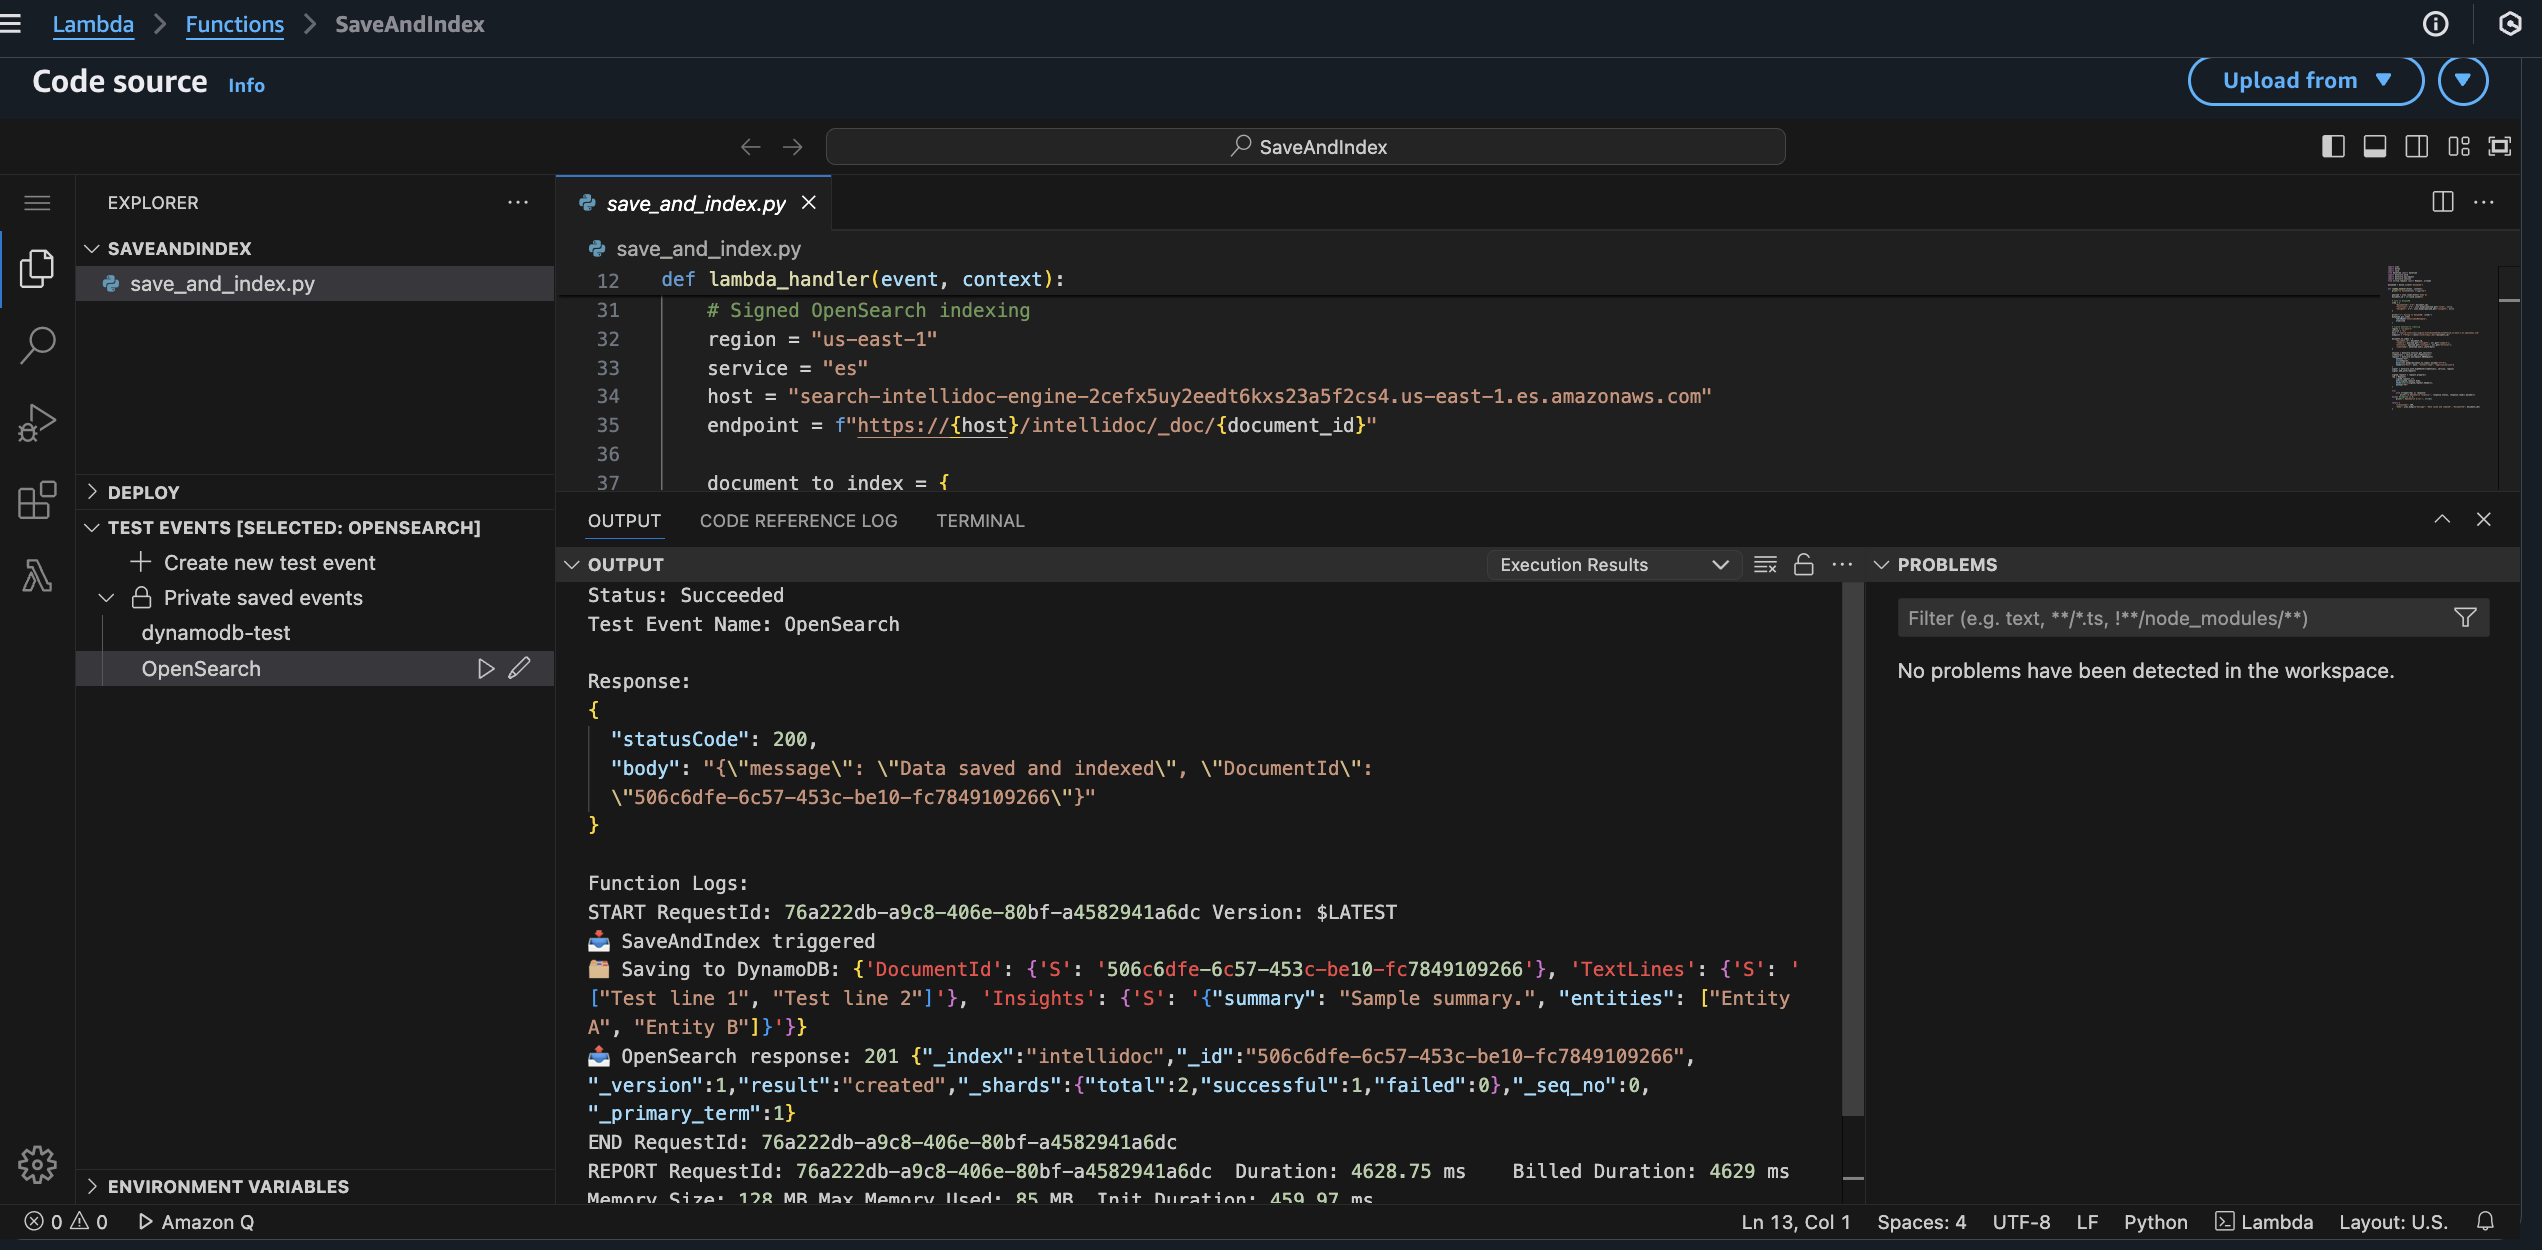 Lambda > Functions > SaveAndIndex
Code source Info
Upload from
SaveAndIndex
EXPLORER
SAVEANDINDEX
save_and_index.py
DEPLOY
TEST EVENTS [SELECTED: OPENSEARCH]
Create new test event
Private saved events
dynamodb-test
OpenSearch
ENVIRONMENT VARIABLES
save_and_index.py
save_and_index.py
12 def lambda_handler(event, context):
31 # Signed OpenSearch indexing
32 region = "us-east-1"
33 service = "es"
34 host = "search-intellidoc-engine-2cefx5uy2eedt6kxs23a5f2cs4.us-east-1.es.amazonaws.com"
35 endpoint = f"https://{host}/intellidoc/_doc/{document_id}"
36
37 document_to_index = {
OUTPUT CODE REFERENCE LOG TERMINAL
OUTPUT
Execution Results
Status: Succeeded
Test Event Name: OpenSearch
Response:
{
"statusCode": 200,
"body": "{\"message\": \"Data saved and indexed\", \"DocumentId\":
\"506c6dfe-6c57-453c-be10-fc7849109266\"}"
}
Function Logs:
START RequestId: 76a222db-a9c8-406e-80bf-a4582941a6dc Version: $LATEST
📥 SaveAndIndex triggered
🗂️ Saving to DynamoDB: {'DocumentId': {'S': '506c6dfe-6c57-453c-be10-fc7849109266'}, 'TextLines': {'S': '
["Test line 1", "Test line 2"]'}, 'Insights': {'S': '{"summary": "Sample summary.", "entities": ["Entity
A", "Entity B"]}'}}
📤 OpenSearch response: 201 {"_index":"intellidoc","_id":"506c6dfe-6c57-453c-be10-fc7849109266",
"_version":1,"result":"created","_shards":{"total":2,"successful":1,"failed":0},"_seq_no":0,
"_primary_term":1}
END RequestId: 76a222db-a9c8-406e-80bf-a4582941a6dc
REPORT RequestId: 76a222db-a9c8-406e-80bf-a4582941a6dc Duration: 4628.75 ms Billed Duration: 4629 ms
Memory Size: 128 MB Max Memory Used: 85 MB Init Duration: 459.97 ms
PROBLEMS
Filter (e.g. text, **/*.ts, !**/node_modules/**)
No problems have been detected in the workspace.
0 0 Amazon Q
Ln 13, Col 1 Spaces: 4 UTF-8 LF Python Lambda Layout: U.S.